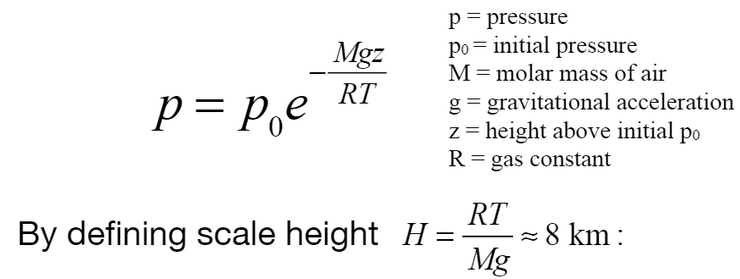 p = p₀e^(-Mgz/RT)
p = pressure
p₀ = initial pressure
M = molar mass of air
g = gravitational acceleration
z = height above initial p₀
R = gas constant
By defining scale height H = RT/Mg ≈ 8 km :